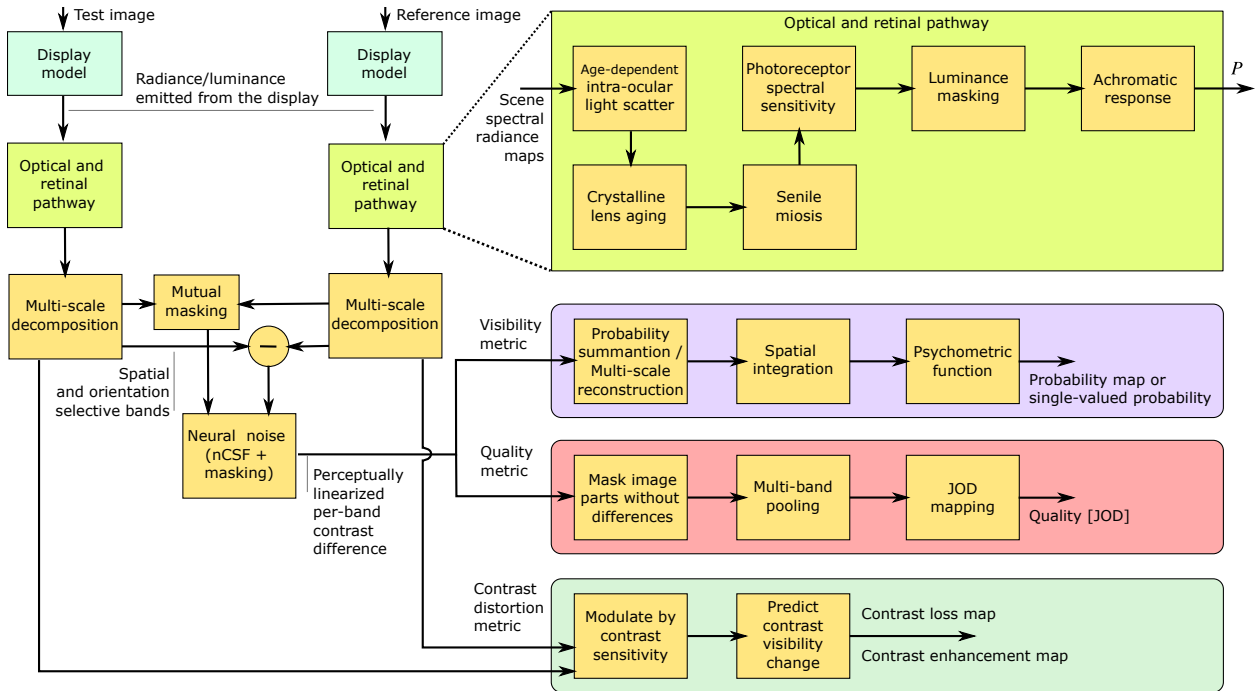 Test image
Reference image
Display
model
Display
model
Radiance/luminance
emitted from the display
Optical and
retinal
pathway
Optical and
retinal
pathway
Optical and retinal pathway
Scene
spectral
radiance
maps
Age-dependent
intra-ocular
light scatter
Crystalline
lens aging
Senile
miosis
Photoreceptor
spectral
sensitivity
Luminance
masking
Achromatic
response
P
Multi-scale
decomposition
Mutual
masking
Multi-scale
decomposition
−
Spatial
and orientation
selective bands
Neural noise
(nCSF +
masking)
Perceptually
linearized
per-band
contrast
difference
Visibility
metric
Probability
summantion /
Multi-scale
reconstruction
Spatial
integration
Psychometric
function
Probability map or
single-valued probability
Quality
metric
Mask image
parts without
differences
Multi-band
pooling
JOD
mapping
Quality [JOD]
Contrast
distortion
metric
Modulate by
contrast
sensitivity
Predict
contrast
visibility
change
Contrast loss map
Contrast enhancement map